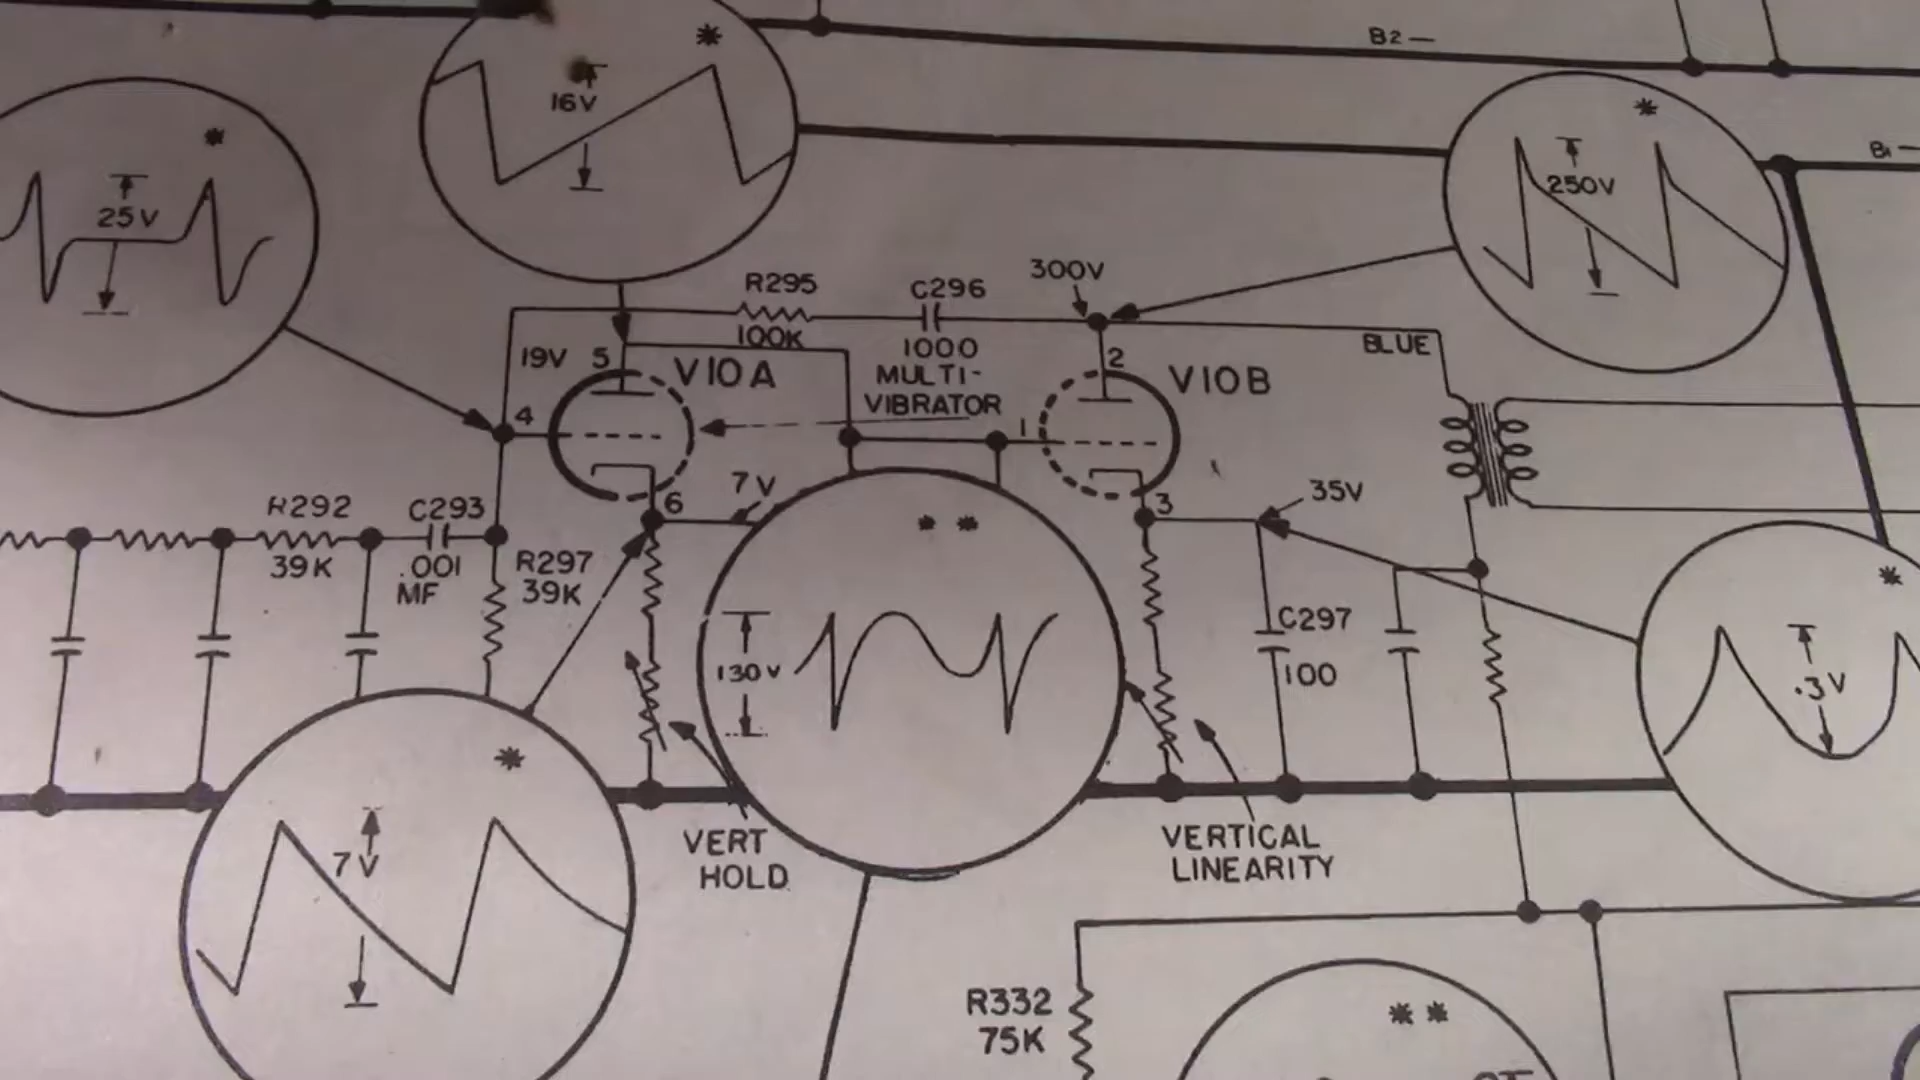 B2 —
*
16V
*
25V
*
250V
B1 —
R295
100K
C296
1000
300V
BLUE
19V
5
V10A
MULTI-
VIBRATOR
2
V10B
4
1
6
7V
3
35V
R292
39K
C293
.001
MF
R297
39K
* *
130V
C297
100
*
.3V
*
7V
VERT
HOLD
VERTICAL
LINEARITY
R332
75K
* *